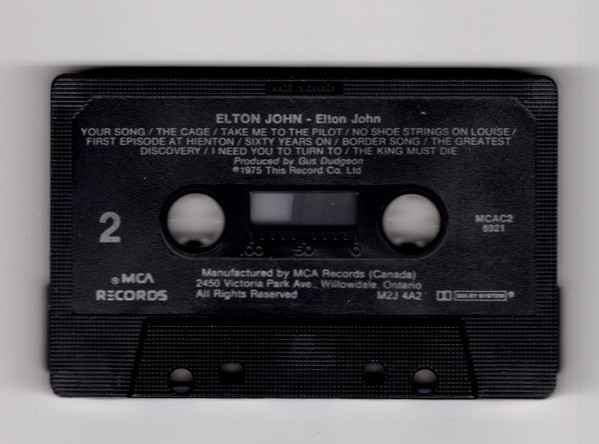 MADE IN CANADA
ELTON JOHN - Elton John
YOUR SONG / THE CAGE / TAKE ME TO THE PILOT / NO SHOE STRINGS ON LOUISE /
FIRST EPISODE AT HIENTON / SIXTY YEARS ON / BORDER SONG / THE GREATEST
DISCOVERY / I NEED YOU TO TURN TO / THE KING MUST DIE
Produced by Gus Dudgeon
℗1975 This Record Co. Ltd
2
MCAC2
6921
100 50 0
MCA
RECORDS
Manufactured by MCA Records (Canada)
2450 Victoria Park Ave., Willowdale, Ontario
All Rights Reserved M2J 4A2
DOLBY SYSTEM ®